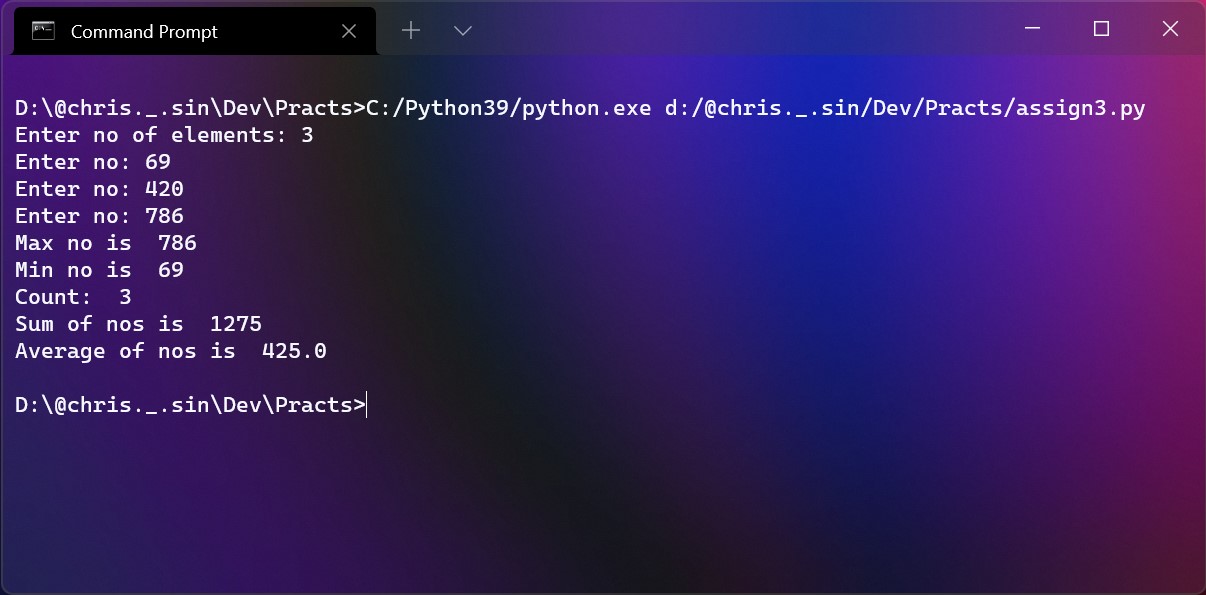 Command Prompt
D:\@chris._.sin\Dev\Practs>C:/Python39/python.exe d:/@chris._.sin/Dev/Practs/assign3.py
Enter no of elements: 3
Enter no: 69
Enter no: 420
Enter no: 786
Max no is  786
Min no is  69
Count:  3
Sum of nos is  1275
Average of nos is  425.0
D:\@chris._.sin\Dev\Practs>